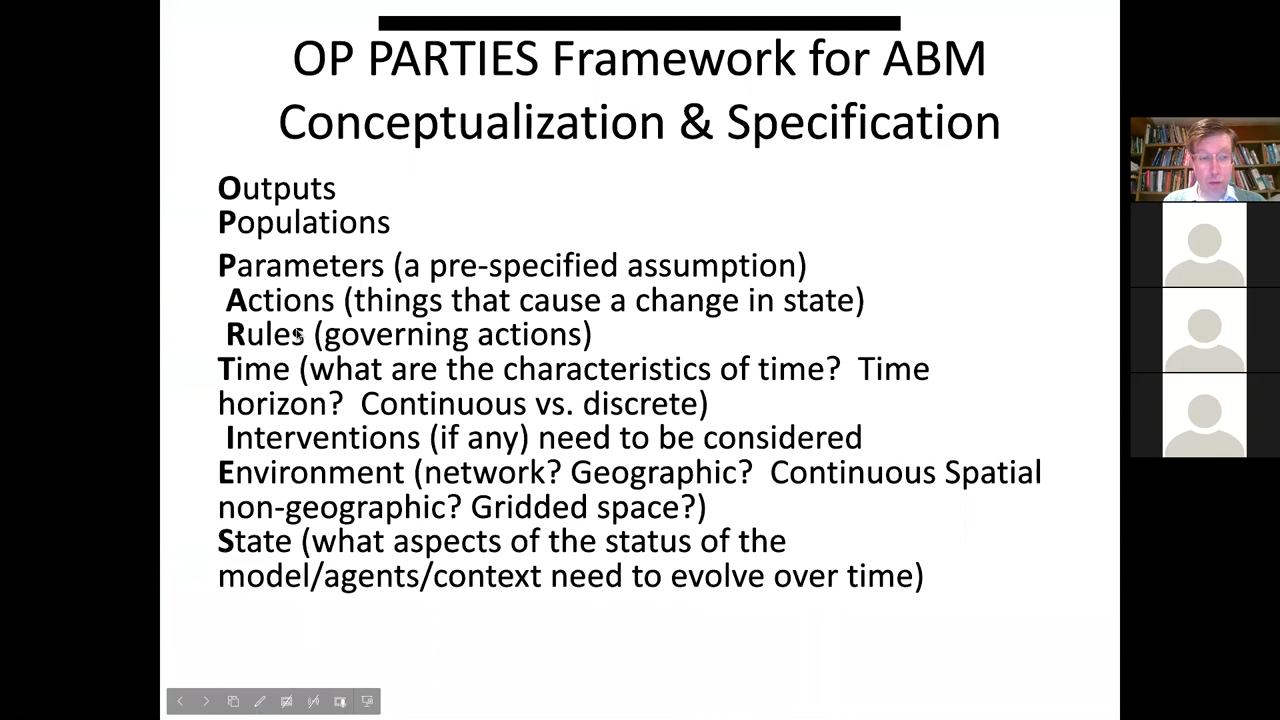 OP PARTIES Framework for ABM
Conceptualization & Specification
Outputs
Populations
Parameters (a pre-specified assumption)
Actions (things that cause a change in state)
Rules (governing actions)
Time (what are the characteristics of time?  Time
horizon?  Continuous vs. discrete)
Interventions (if any) need to be considered
Environment (network? Geographic?  Continuous Spatial
non-geographic? Gridded space?)
State (what aspects of the status of the
model/agents/context need to evolve over time)